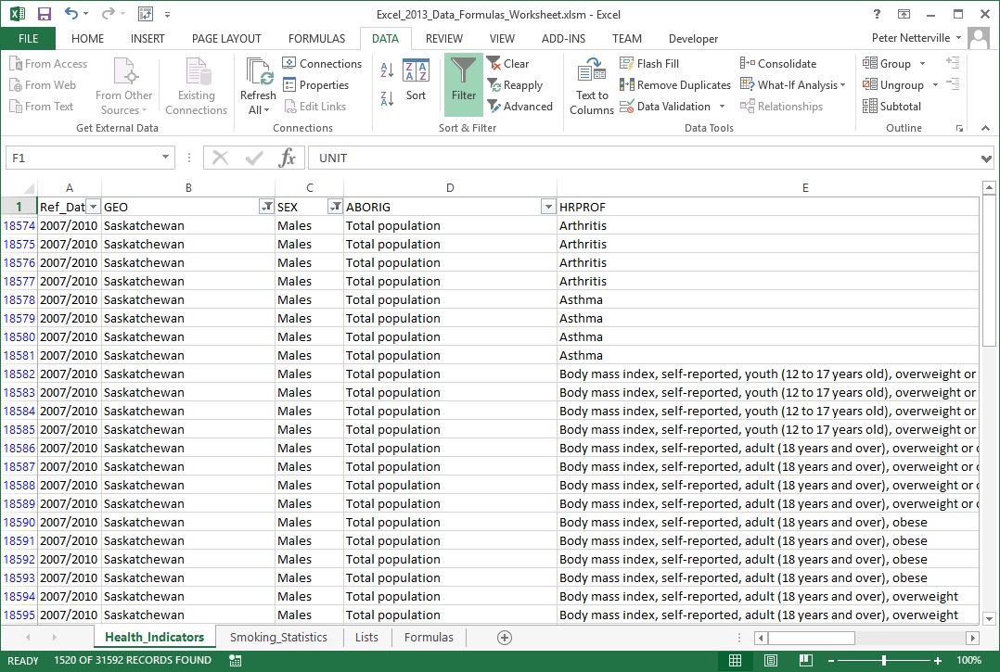 Excel_2013_Data_Formulas_Worksheet.xlsm - Excel
FILE HOME INSERT PAGE LAYOUT FORMULAS DATA REVIEW VIEW ADD-INS TEAM Developer Peter Netterville
From Access
From Web
From Text
From Other
Sources
Existing
Connections
Get External Data
Refresh
All
Connections
Properties
Edit Links
Connections
Sort
Filter
Clear
Reapply
Advanced
Sort & Filter
Text to
Columns
Flash Fill
Remove Duplicates
Data Validation
Consolidate
What-If Analysis
Relationships
Data Tools
Group
Ungroup
Subtotal
Outline
F1 fx UNIT
A B C D E
1 Ref_Dat GEO SEX ABORIG HRPROF
18574 2007/2010 Saskatchewan Males Total population Arthritis
18575 2007/2010 Saskatchewan Males Total population Arthritis
18576 2007/2010 Saskatchewan Males Total population Arthritis
18577 2007/2010 Saskatchewan Males Total population Arthritis
18578 2007/2010 Saskatchewan Males Total population Asthma
18579 2007/2010 Saskatchewan Males Total population Asthma
18580 2007/2010 Saskatchewan Males Total population Asthma
18581 2007/2010 Saskatchewan Males Total population Asthma
18582 2007/2010 Saskatchewan Males Total population Body mass index, self-reported, youth (12 to 17 years old), overweight or
18583 2007/2010 Saskatchewan Males Total population Body mass index, self-reported, youth (12 to 17 years old), overweight or
18584 2007/2010 Saskatchewan Males Total population Body mass index, self-reported, youth (12 to 17 years old), overweight or
18585 2007/2010 Saskatchewan Males Total population Body mass index, self-reported, youth (12 to 17 years old), overweight or
18586 2007/2010 Saskatchewan Males Total population Body mass index, self-reported, adult (18 years and over), overweight or
18587 2007/2010 Saskatchewan Males Total population Body mass index, self-reported, adult (18 years and over), overweight or
18588 2007/2010 Saskatchewan Males Total population Body mass index, self-reported, adult (18 years and over), overweight or
18589 2007/2010 Saskatchewan Males Total population Body mass index, self-reported, adult (18 years and over), overweight or
18590 2007/2010 Saskatchewan Males Total population Body mass index, self-reported, adult (18 years and over), obese
18591 2007/2010 Saskatchewan Males Total population Body mass index, self-reported, adult (18 years and over), obese
18592 2007/2010 Saskatchewan Males Total population Body mass index, self-reported, adult (18 years and over), obese
18593 2007/2010 Saskatchewan Males Total population Body mass index, self-reported, adult (18 years and over), obese
18594 2007/2010 Saskatchewan Males Total population Body mass index, self-reported, adult (18 years and over), overweight
18595 2007/2010 Saskatchewan Males Total population Body mass index, self-reported, adult (18 years and over), overweight
Health_Indicators Smoking_Statistics Lists Formulas
READY 1520 OF 31592 RECORDS FOUND 100%